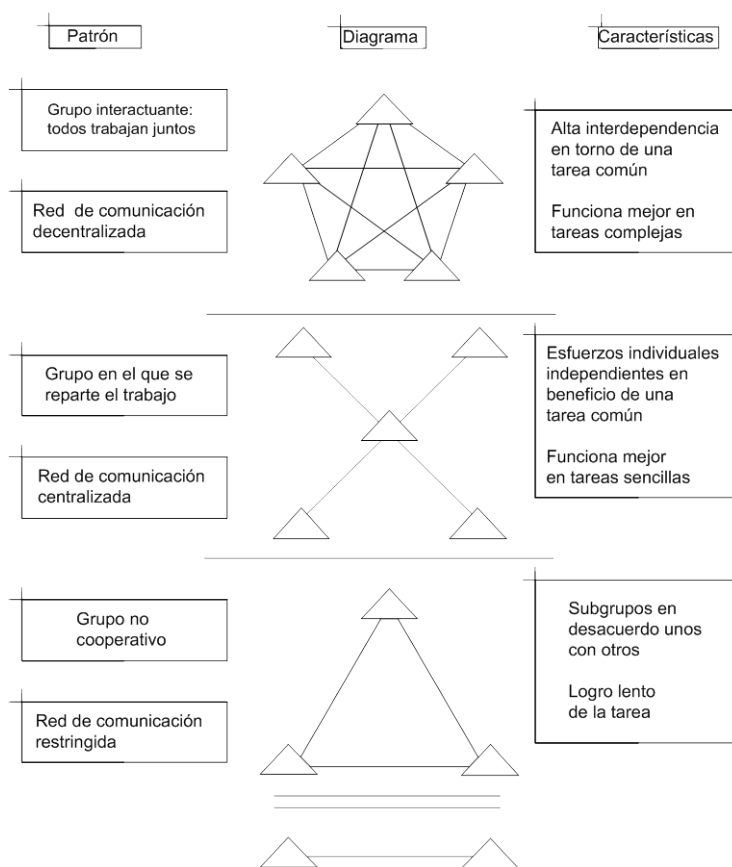 Patrón
Diagrama
Características
Grupo interactuante:
todos trabajan juntos
Red de comunicación
decentralizada
Alta interdependencia
en torno de una
tarea común
Funciona mejor en
tareas complejas
Grupo en el que se
reparte el trabajo
Red de comunicación
centralizada
Esfuerzos individuales
independientes en
beneficio de una
tarea común
Funciona mejor
en tareas sencillas
Grupo no
cooperativo
Red de comunicación
restringida
Subgrupos en
desacuerdo unos
con otros
Logro lento
de la tarea